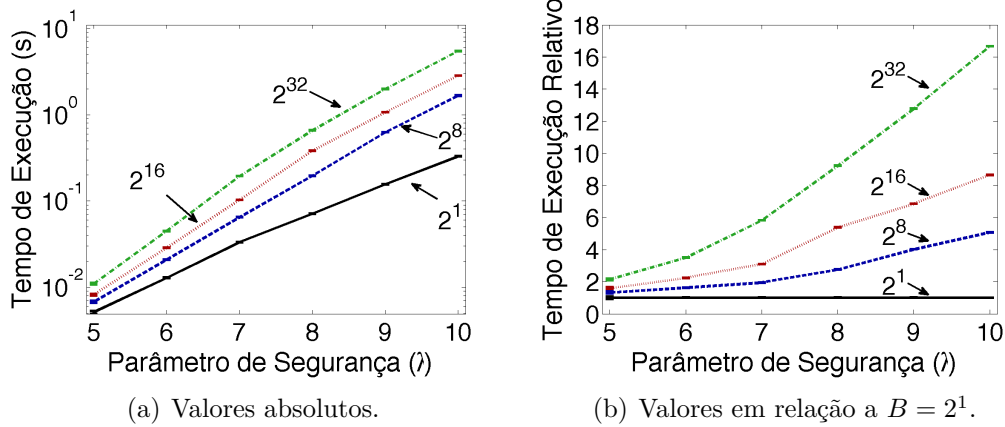 Tempo de Execução (s)
10^1
10^0
10^-1
10^-2
2^32
2^16
2^8
2^1
5 6 7 8 9 10
Parâmetro de Segurança (λ)
(a) Valores absolutos.
Tempo de Execução Relativo
18
16
14
12
10
8
6
4
2
0
2^32
2^16
2^8
2^1
5 6 7 8 9 10
Parâmetro de Segurança (λ)
(b) Valores em relação a B = 2^1.